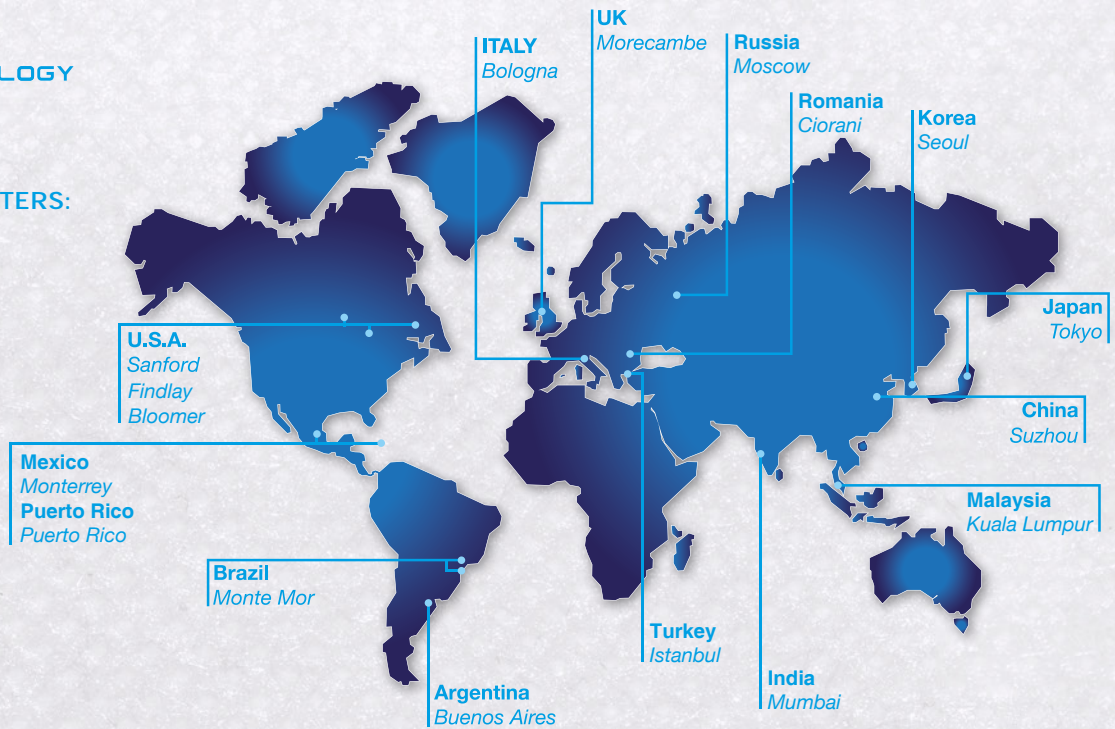 LOGY
TERS:
UK
Morecambe
ITALY
Bologna
Russia
Moscow
Romania
Ciorani
Korea
Seoul
Japan
Tokyo
U.S.A.
Sanford
Findlay
Bloomer
China
Suzhou
Mexico
Monterrey
Puerto Rico
Puerto Rico
Malaysia
Kuala Lumpur
Brazil
Monte Mor
Turkey
Istanbul
India
Mumbai
Argentina
Buenos Aires